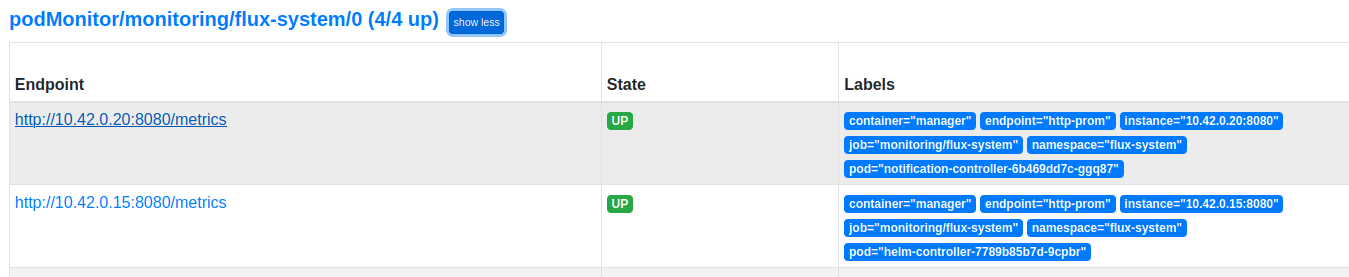 podMonitor/monitoring/flux-system/0 (4/4 up) show less
Endpoint State Labels
http://10.42.0.20:8080/metrics UP container="manager" endpoint="http-prom" instance="10.42.0.20:8080"
job="monitoring/flux-system" namespace="flux-system"
pod="notification-controller-6b469dd7c-ggq87"
http://10.42.0.15:8080/metrics UP container="manager" endpoint="http-prom" instance="10.42.0.15:8080"
job="monitoring/flux-system" namespace="flux-system"
pod="helm-controller-7789b85b7d-9cpbr"